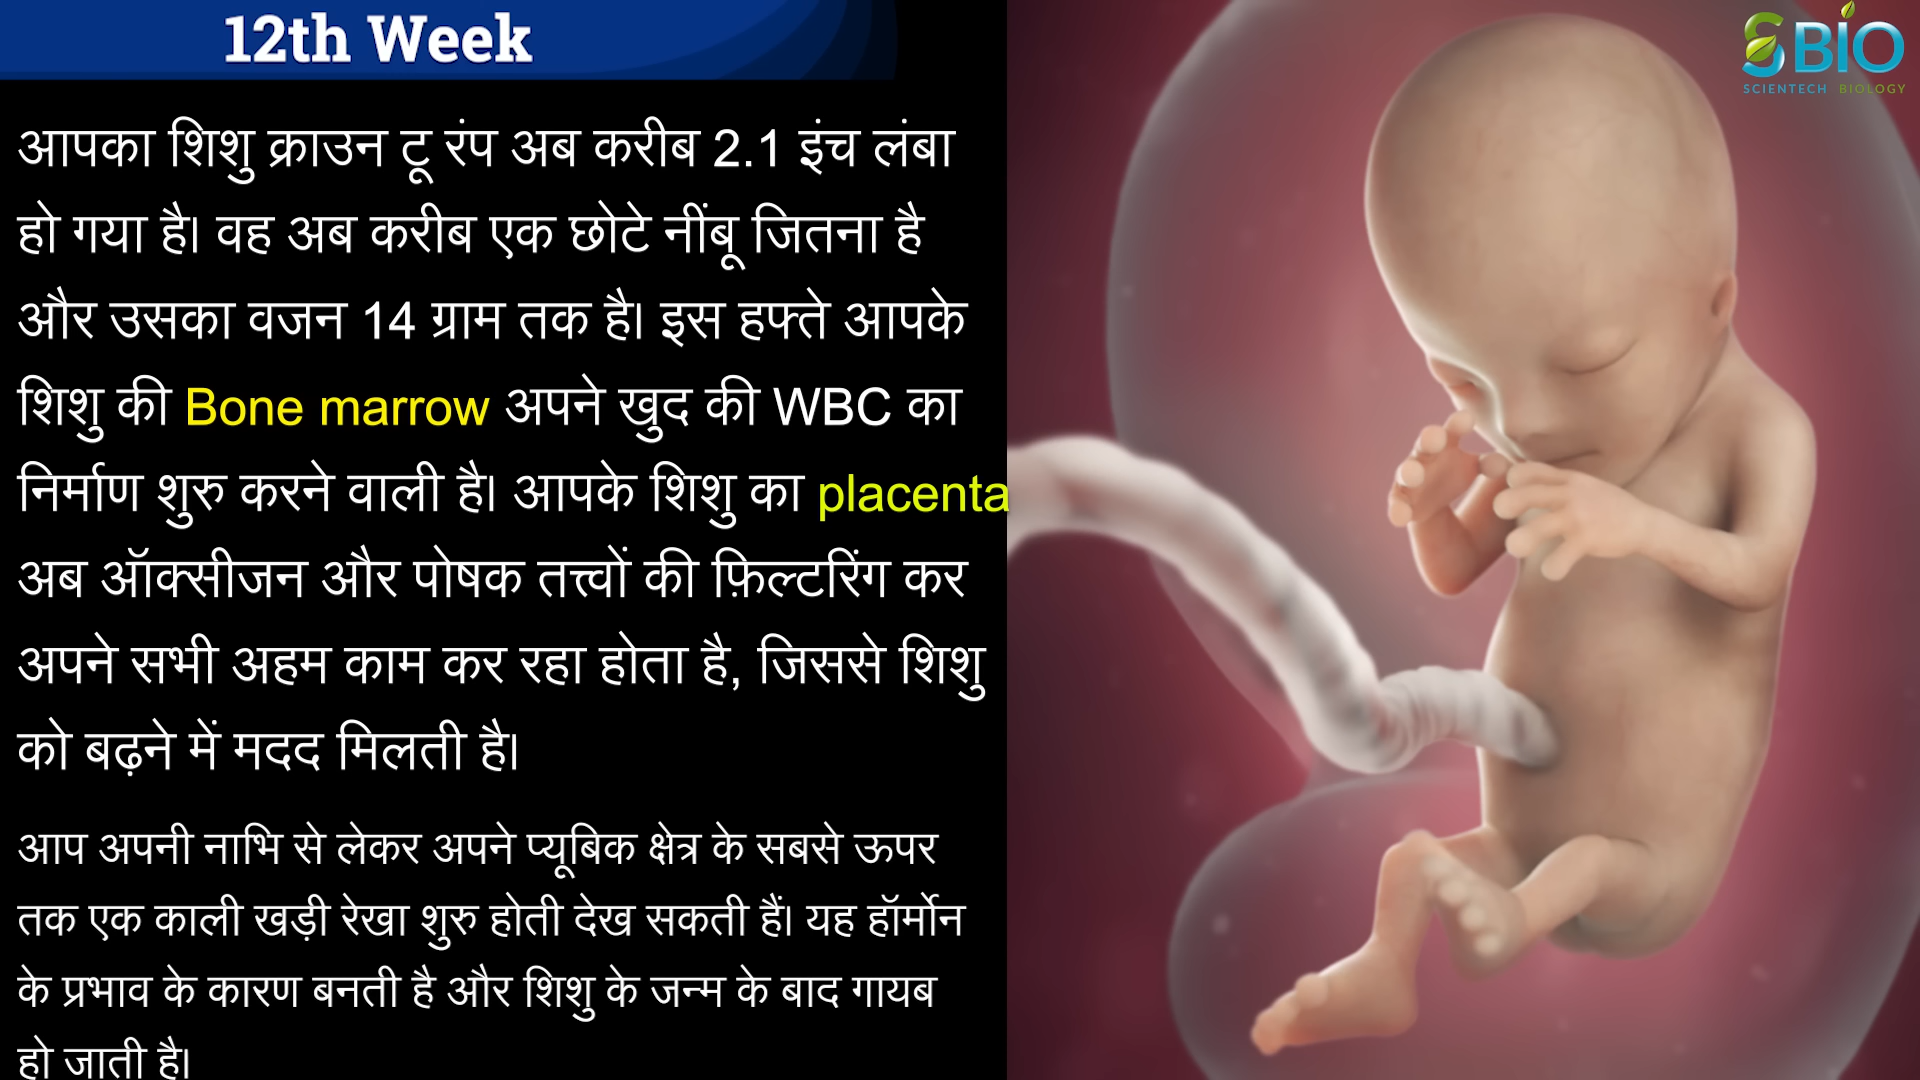 12th Week
SBIO
SCIENTECH BIOLOGY
आपका शिशु क्राउन टू रंप अब करीब 2.1 इंच लंबा
हो गया है। वह अब करीब एक छोटे नींबू जितना है
और उसका वजन 14 ग्राम तक है। इस हफ्ते आपके
शिशु की Bone marrow अपने खुद की WBC का
निर्माण शुरु करने वाली है। आपके शिशु का placenta
अब ऑक्सीजन और पोषक तत्त्वों की फ़िल्टरिंग कर
अपने सभी अहम काम कर रहा होता है, जिससे शिशु
को बढ़ने में मदद मिलती है।
आप अपनी नाभि से लेकर अपने प्यूबिक क्षेत्र के सबसे ऊपर
तक एक काली खड़ी रेखा शुरु होती देख सकती हैं। यह हॉर्मोन
के प्रभाव के कारण बनती है और शिशु के जन्म के बाद गायब
हो जाती है।